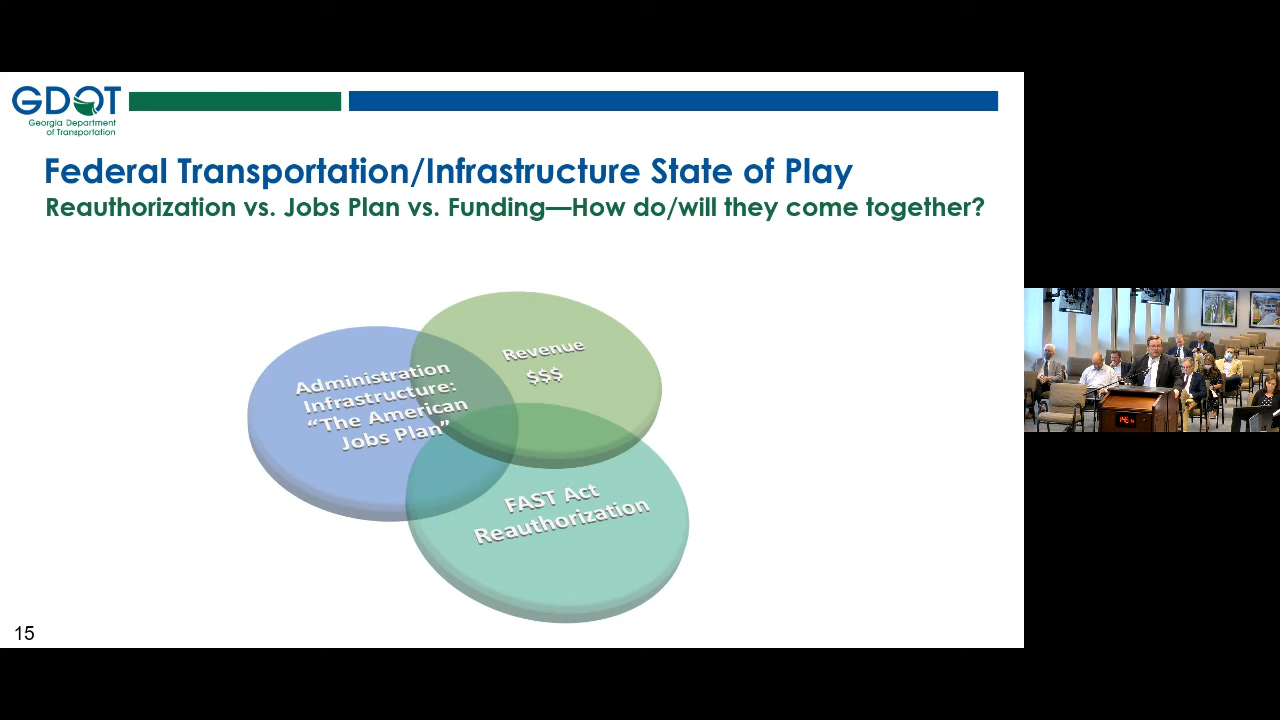 GDOT
Georgia Department
of Transportation
Federal Transportation/Infrastructure State of Play
Reauthorization vs. Jobs Plan vs. Funding—How do/will they come together?
Revenue
$$$
Administration
Infrastructure:
“The American
Jobs Plan”
FAST Act
Reauthorization
15